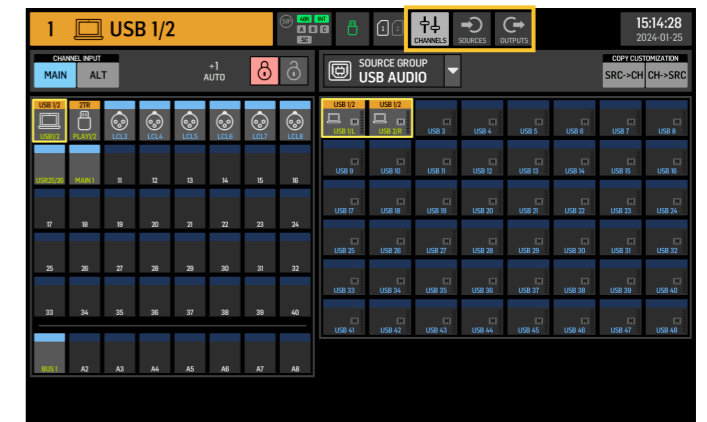 1 USB 1/2
SIP 48K INT
A B C
SC
1 2
CHANNELS SOURCES OUTPUTS
15:14:28
2024-01-25
CHANNEL INPUT
MAIN ALT
+1
AUTO
SOURCE GROUP
USB AUDIO
COPY CUSTOMIZATION
SRC->CH CH->SRC
USB 1/2 2TR
USB1/2 PLAY1/2 LCL3 LCL4 LCL5 LCL6 LCL7 LCL8
USB25/26 MAIN 1 11 12 13 14 15 16
17 18 19 20 21 22 23 24
25 26 27 28 29 30 31 32
33 34 35 36 37 38 39 40
BUS 1 A2 A3 A4 A5 A6 A7 A8
USB 1/2 USB 1/2
USB 1/L USB 2/R USB 3 USB 4 USB 5 USB 6 USB 7 USB 8
USB 9 USB 10 USB 11 USB 12 USB 13 USB 14 USB 15 USB 16
USB 17 USB 18 USB 19 USB 20 USB 21 USB 22 USB 23 USB 24
USB 25 USB 26 USB 27 USB 28 USB 29 USB 30 USB 31 USB 32
USB 33 USB 34 USB 35 USB 36 USB 37 USB 38 USB 39 USB 40
USB 41 USB 42 USB 43 USB 44 USB 45 USB 46 USB 47 USB 48